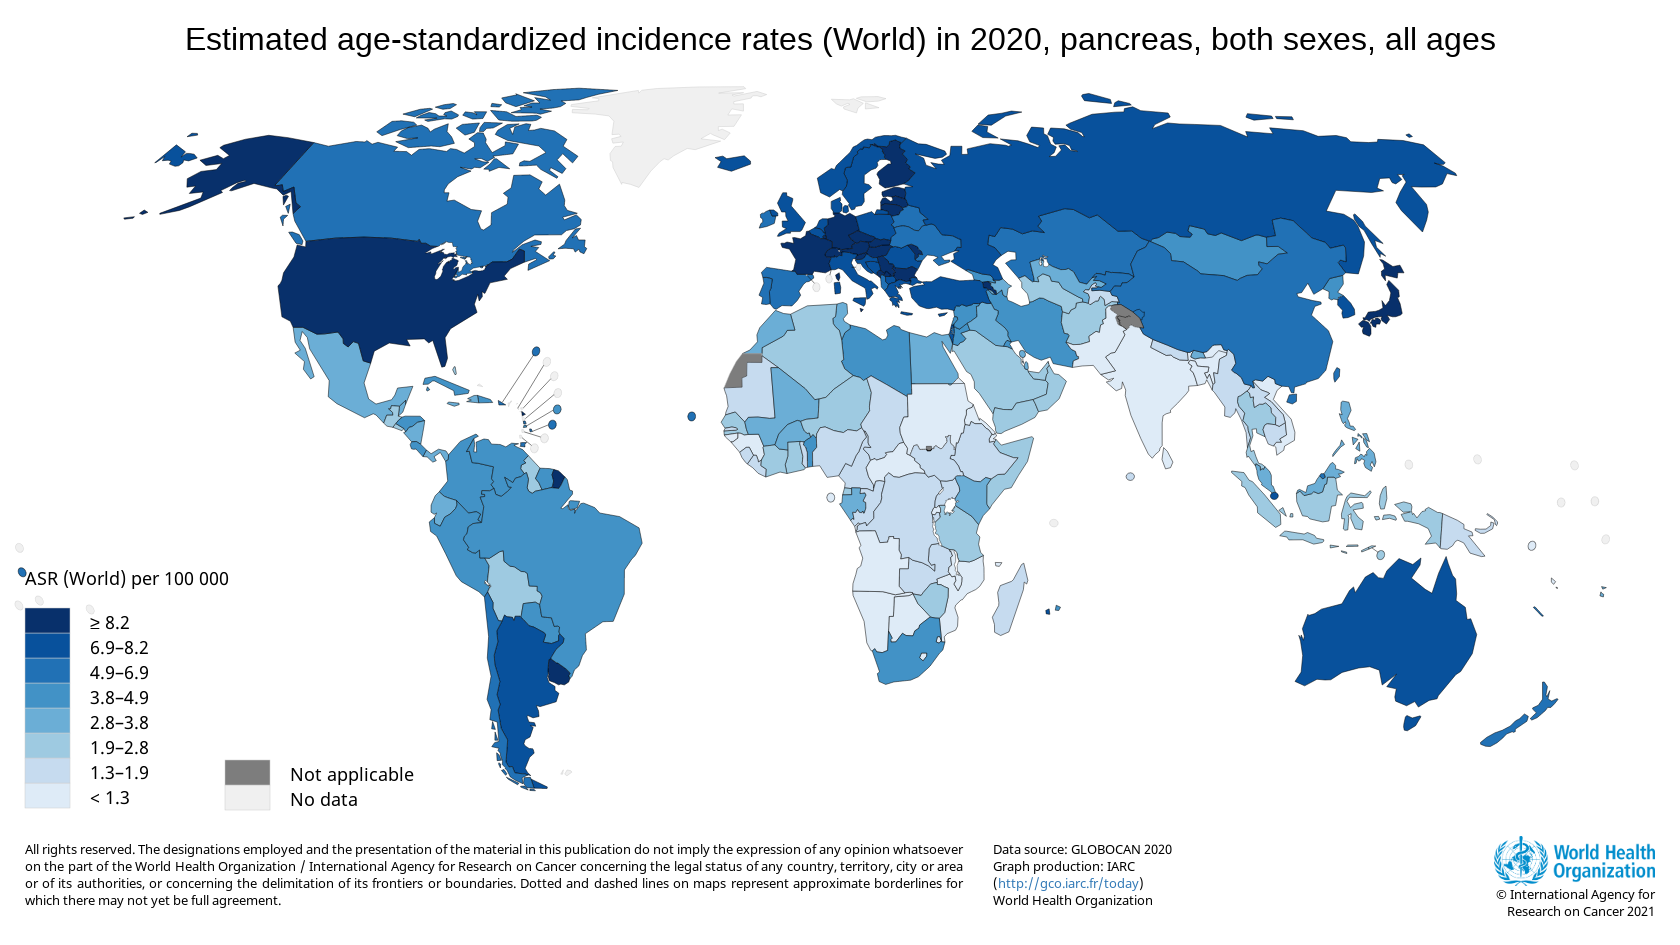 Estimated age-standardized incidence rates (World) in 2020, pancreas, both sexes, all ages
ASR (World) per 100 000
≥ 8.2
6.9–8.2
4.9–6.9
3.8–4.9
2.8–3.8
1.9–2.8
1.3–1.9
< 1.3
Not applicable
No data
All rights reserved. The designations employed and the presentation of the material in this publication do not imply the expression of any opinion whatsoever
on the part of the World Health Organization / International Agency for Research on Cancer concerning the legal status of any country, territory, city or area
or of its authorities, or concerning the delimitation of its frontiers or boundaries. Dotted and dashed lines on maps represent approximate borderlines for
which there may not yet be full agreement.
Data source: GLOBOCAN 2020
Graph production: IARC
(http://gco.iarc.fr/today)
World Health Organization
World Health
Organization
© International Agency for
Research on Cancer 2021